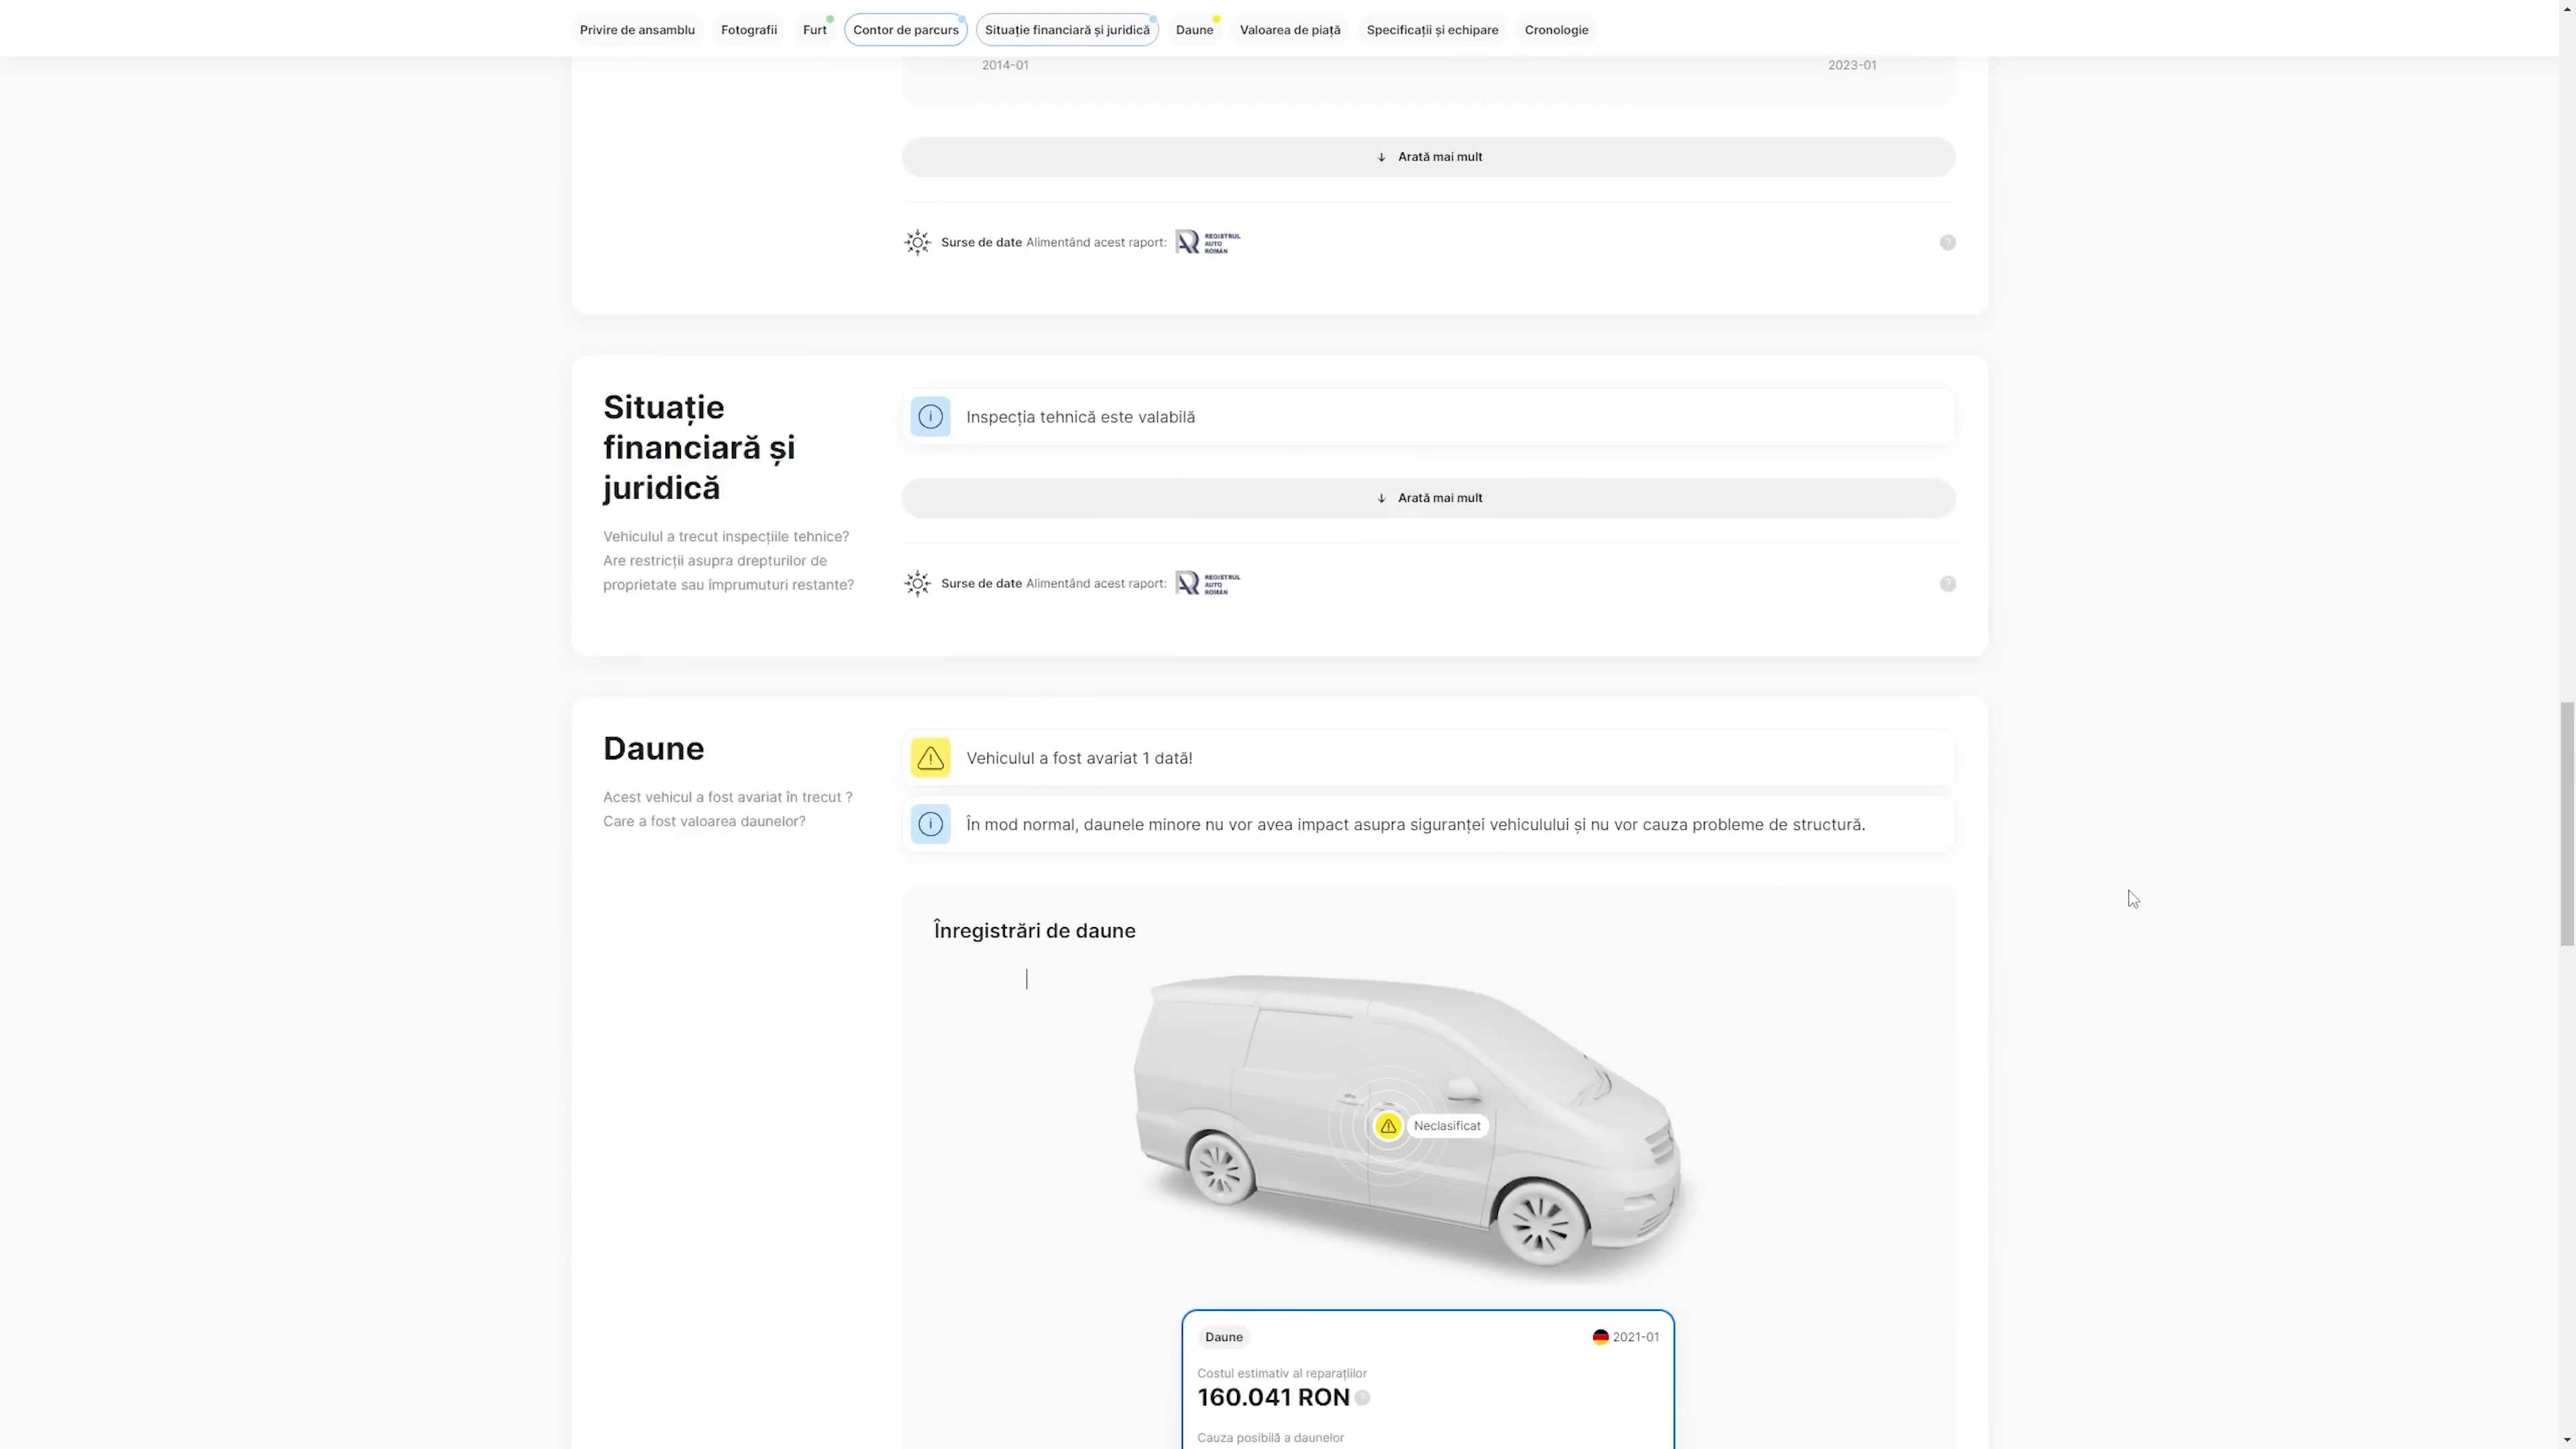 Privire de ansamblu
Fotografii
Furt
Contor de parcurs
Situație financiară și juridică
Daune
Valoarea de piață
Specificații și echipare
Cronologie
2014-01
2023-01
Arată mai mult
Surse de date Alimentând acest raport:
REGISTRUL
AUTO
ROMÂN
?
Situație
financiară și
juridică
Vehiculul a trecut inspecțiile tehnice?
Are restricții asupra drepturilor de
proprietate sau împrumuturi restante?
Inspecția tehnică este valabilă
Arată mai mult
Surse de date Alimentând acest raport:
REGISTRUL
AUTO
ROMÂN
?
Daune
Acest vehicul a fost avariat în trecut ?
Care a fost valoarea daunelor?
Vehiculul a fost avariat 1 dată!
În mod normal, daunele minore nu vor avea impact asupra siguranței vehiculului și nu vor cauza probleme de structură.
Înregistrări de daune
Neclasificat
Daune
2021-01
Costul estimativ al reparațiilor
160.041 RON ?
Cauza posibilă a daunelor